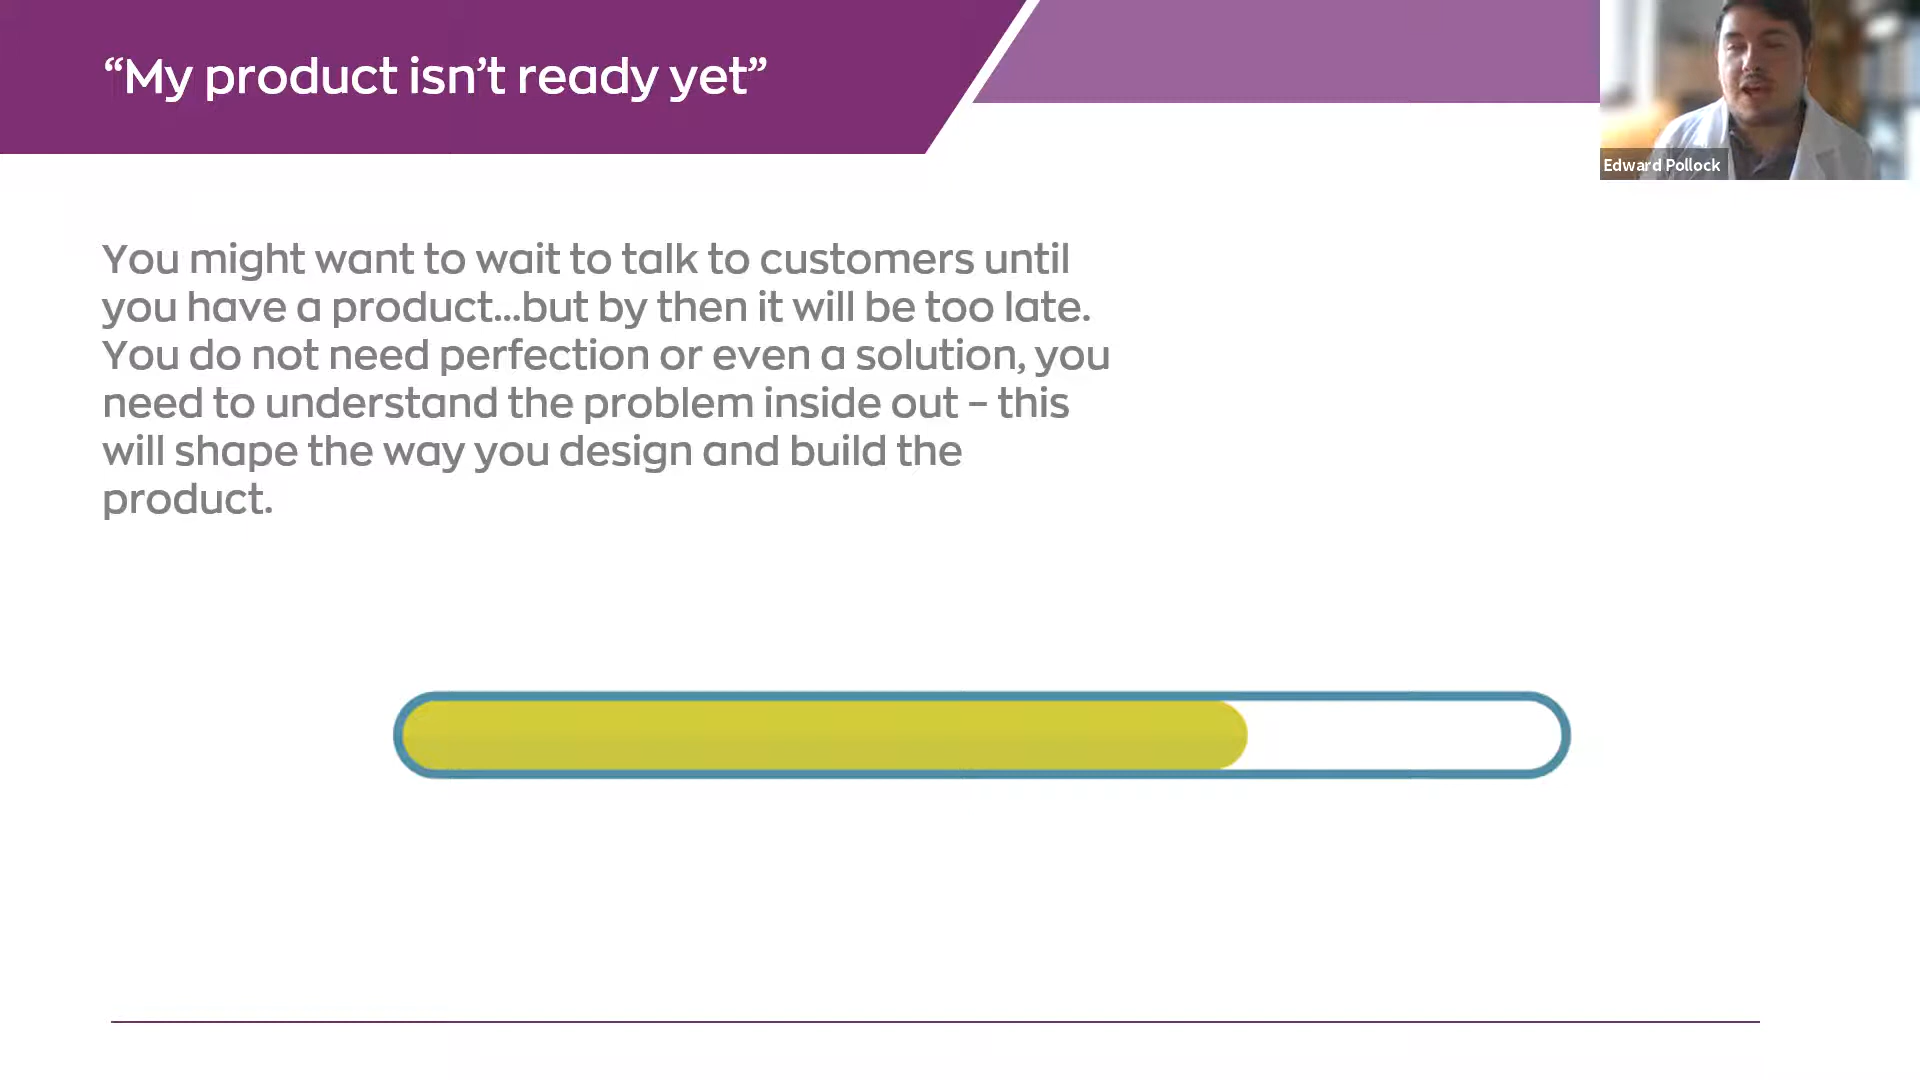 “My product isn’t ready yet”
Edward Pollock
You might want to wait to talk to customers until
you have a product...but by then it will be too late.
You do not need perfection or even a solution, you
need to understand the problem inside out – this
will shape the way you design and build the
product.